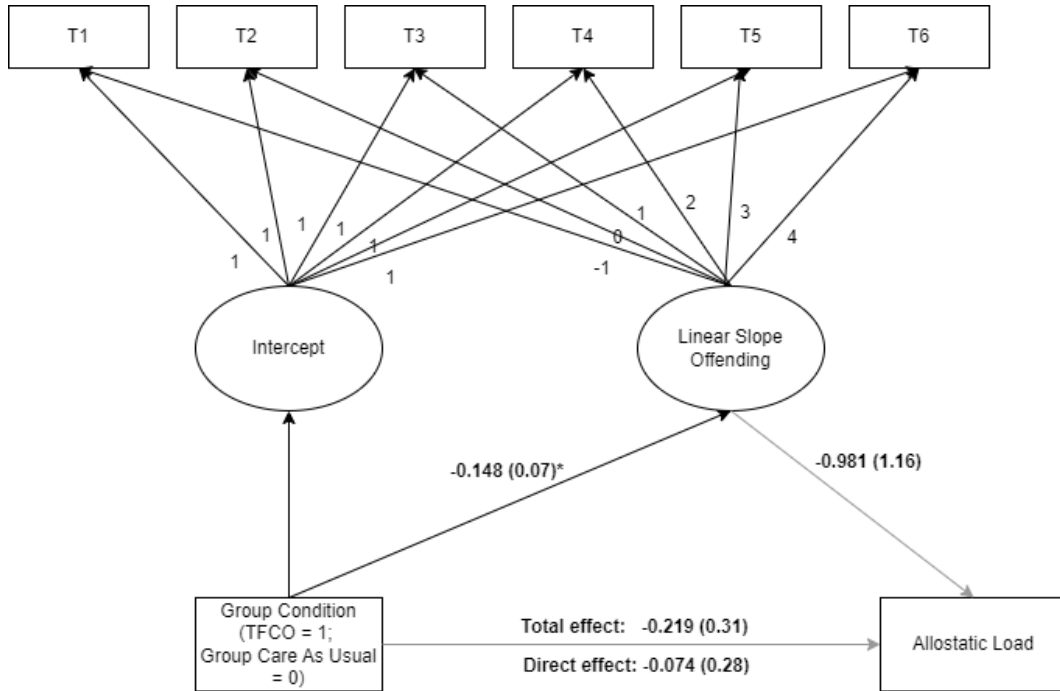 T1
T2
T3
T4
T5
T6
1
1
1
1
1
1
-1
0
1
2
3
4
Intercept
Linear Slope
Offending
-0.148 (0.07)*
-0.981 (1.16)
Group Condition
(TFCO = 1;
Group Care As Usual
= 0)
Total effect: -0.219 (0.31)
Direct effect: -0.074 (0.28)
Allostatic Load